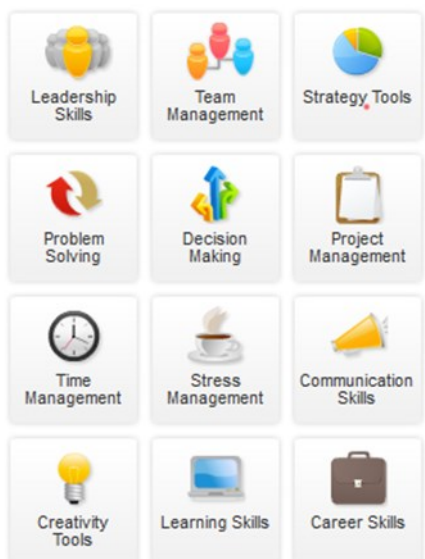 Leadership Skills
Team Management
Strategy Tools
Problem Solving
Decision Making
Project Management
Time Management
Stress Management
Communication Skills
Creativity Tools
Learning Skills
Career Skills